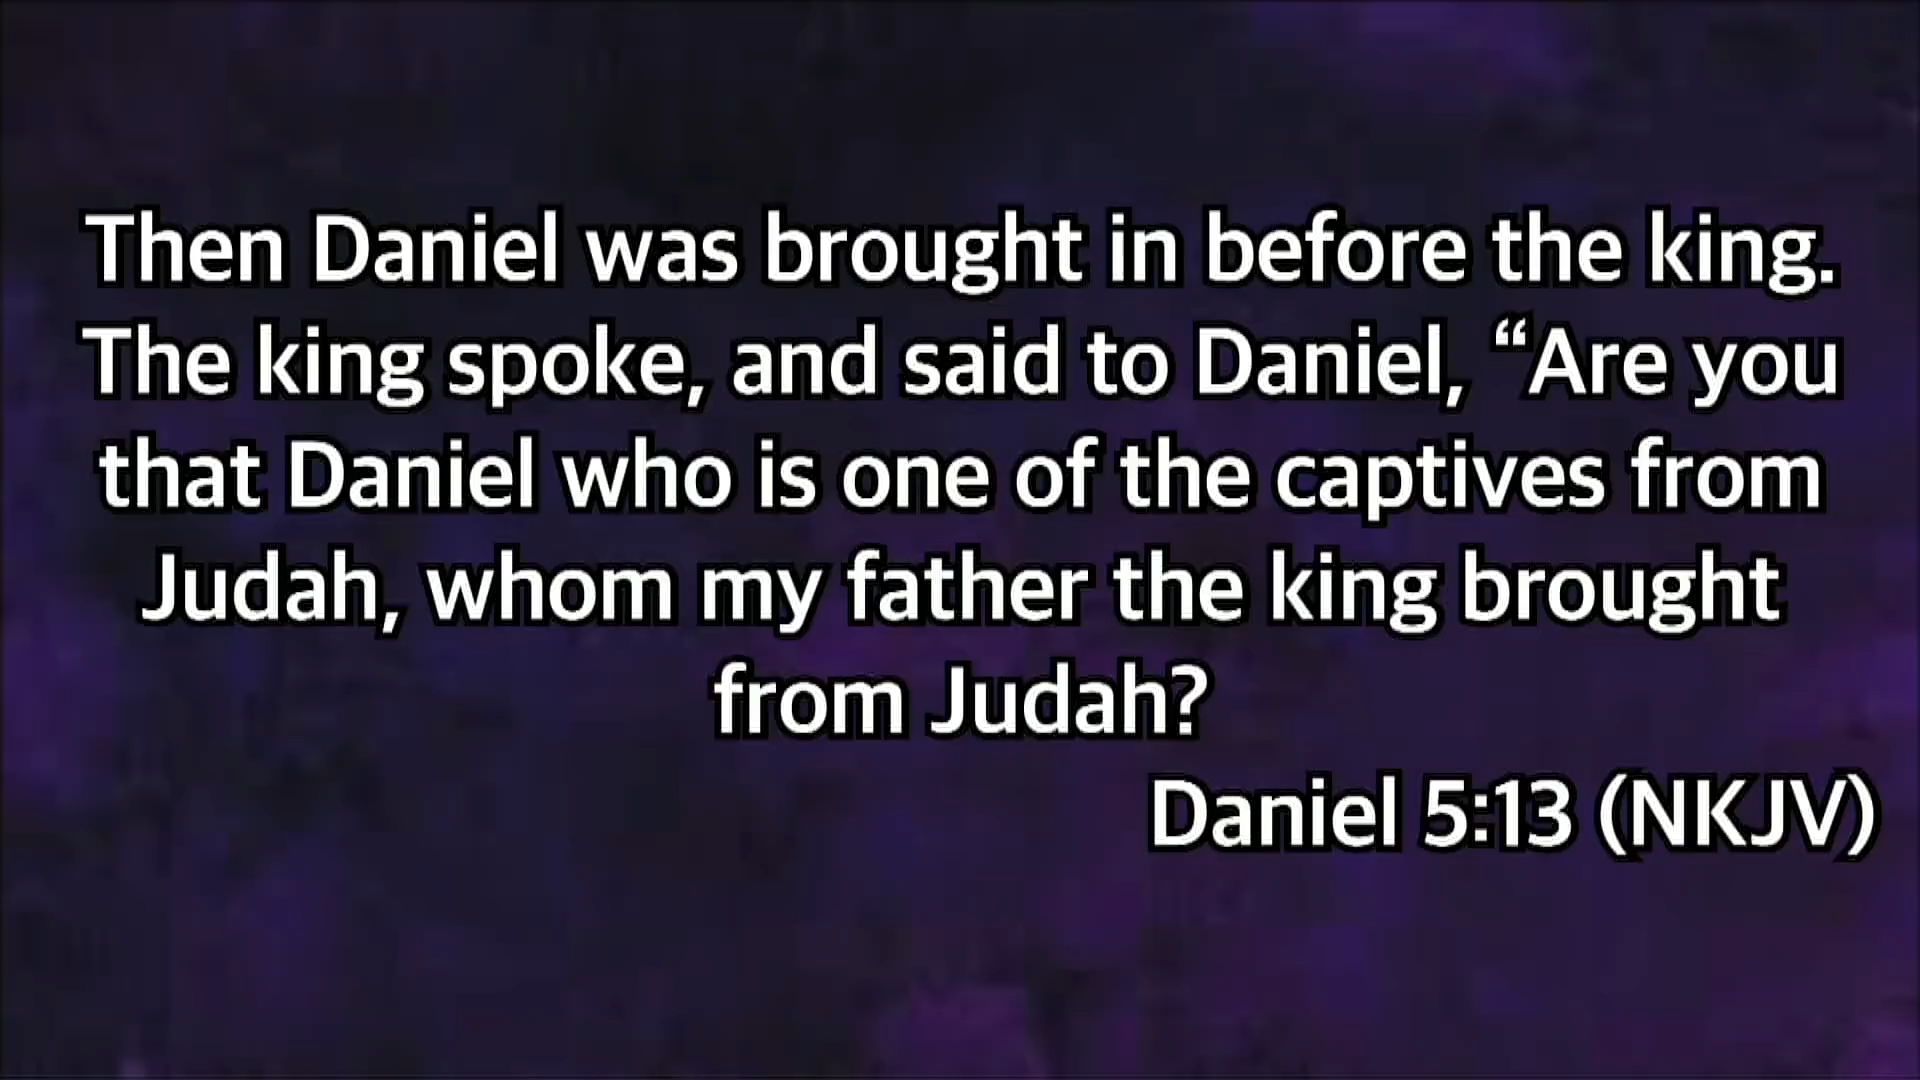 Then Daniel was brought in before the king.
The king spoke, and said to Daniel, “Are you
that Daniel who is one of the captives from
Judah, whom my father the king brought
from Judah?
Daniel 5:13 (NKJV)